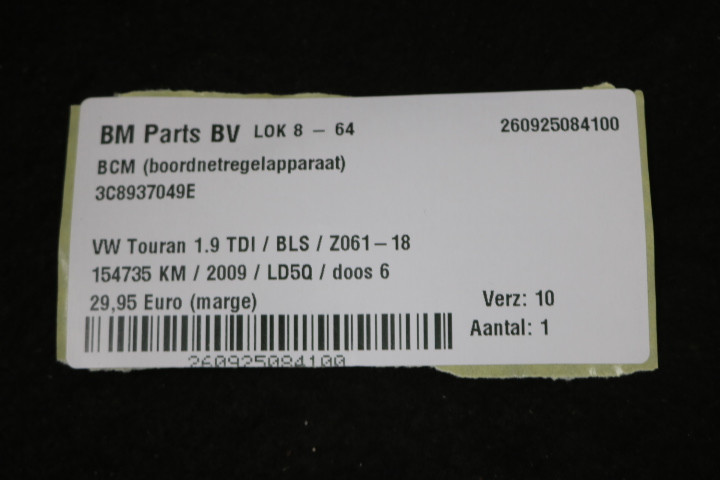 BM Parts BV LOK 8 – 64 260925084100
BCM (boordnetregelapparaat)
3C8937049E
VW Touran 1.9 TDI / BLS / Z061–18
154735 KM / 2009 / LD5Q / doos 6
29,95 Euro (marge) Verz: 10
Aantal: 1
260925084100